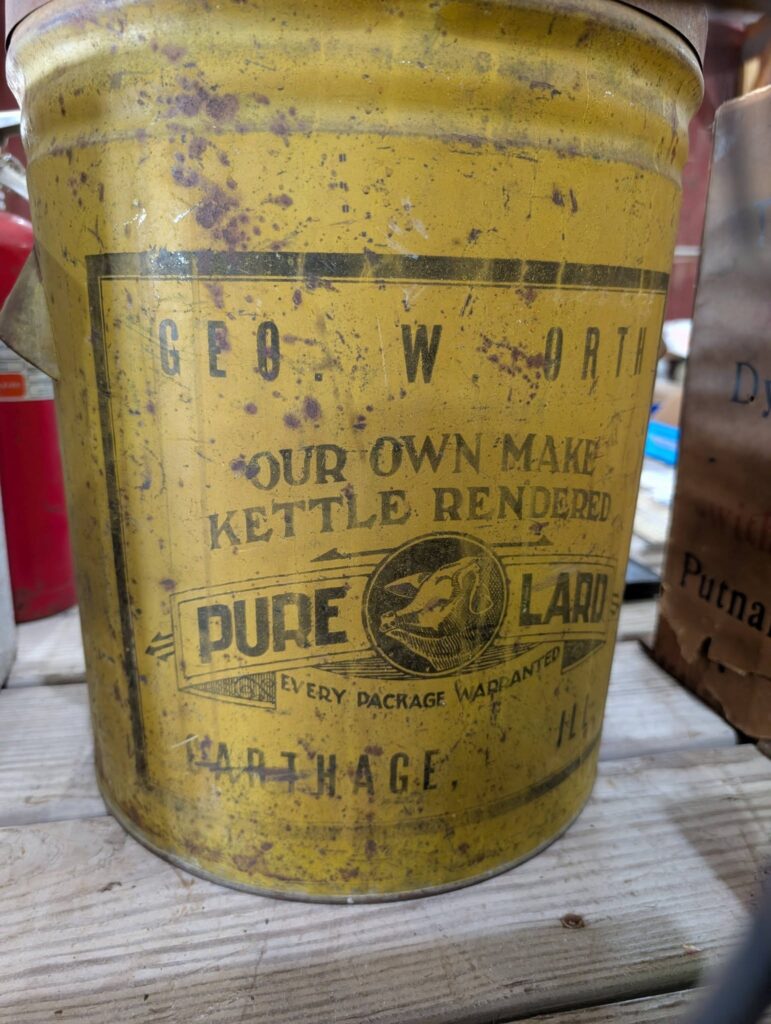 GEO. W ORTH
OUR OWN MAKE
KETTLE RENDERED
PURE LARD
EVERY PACKAGE WARRANTED
CARTHAGE, ILL.
Putna